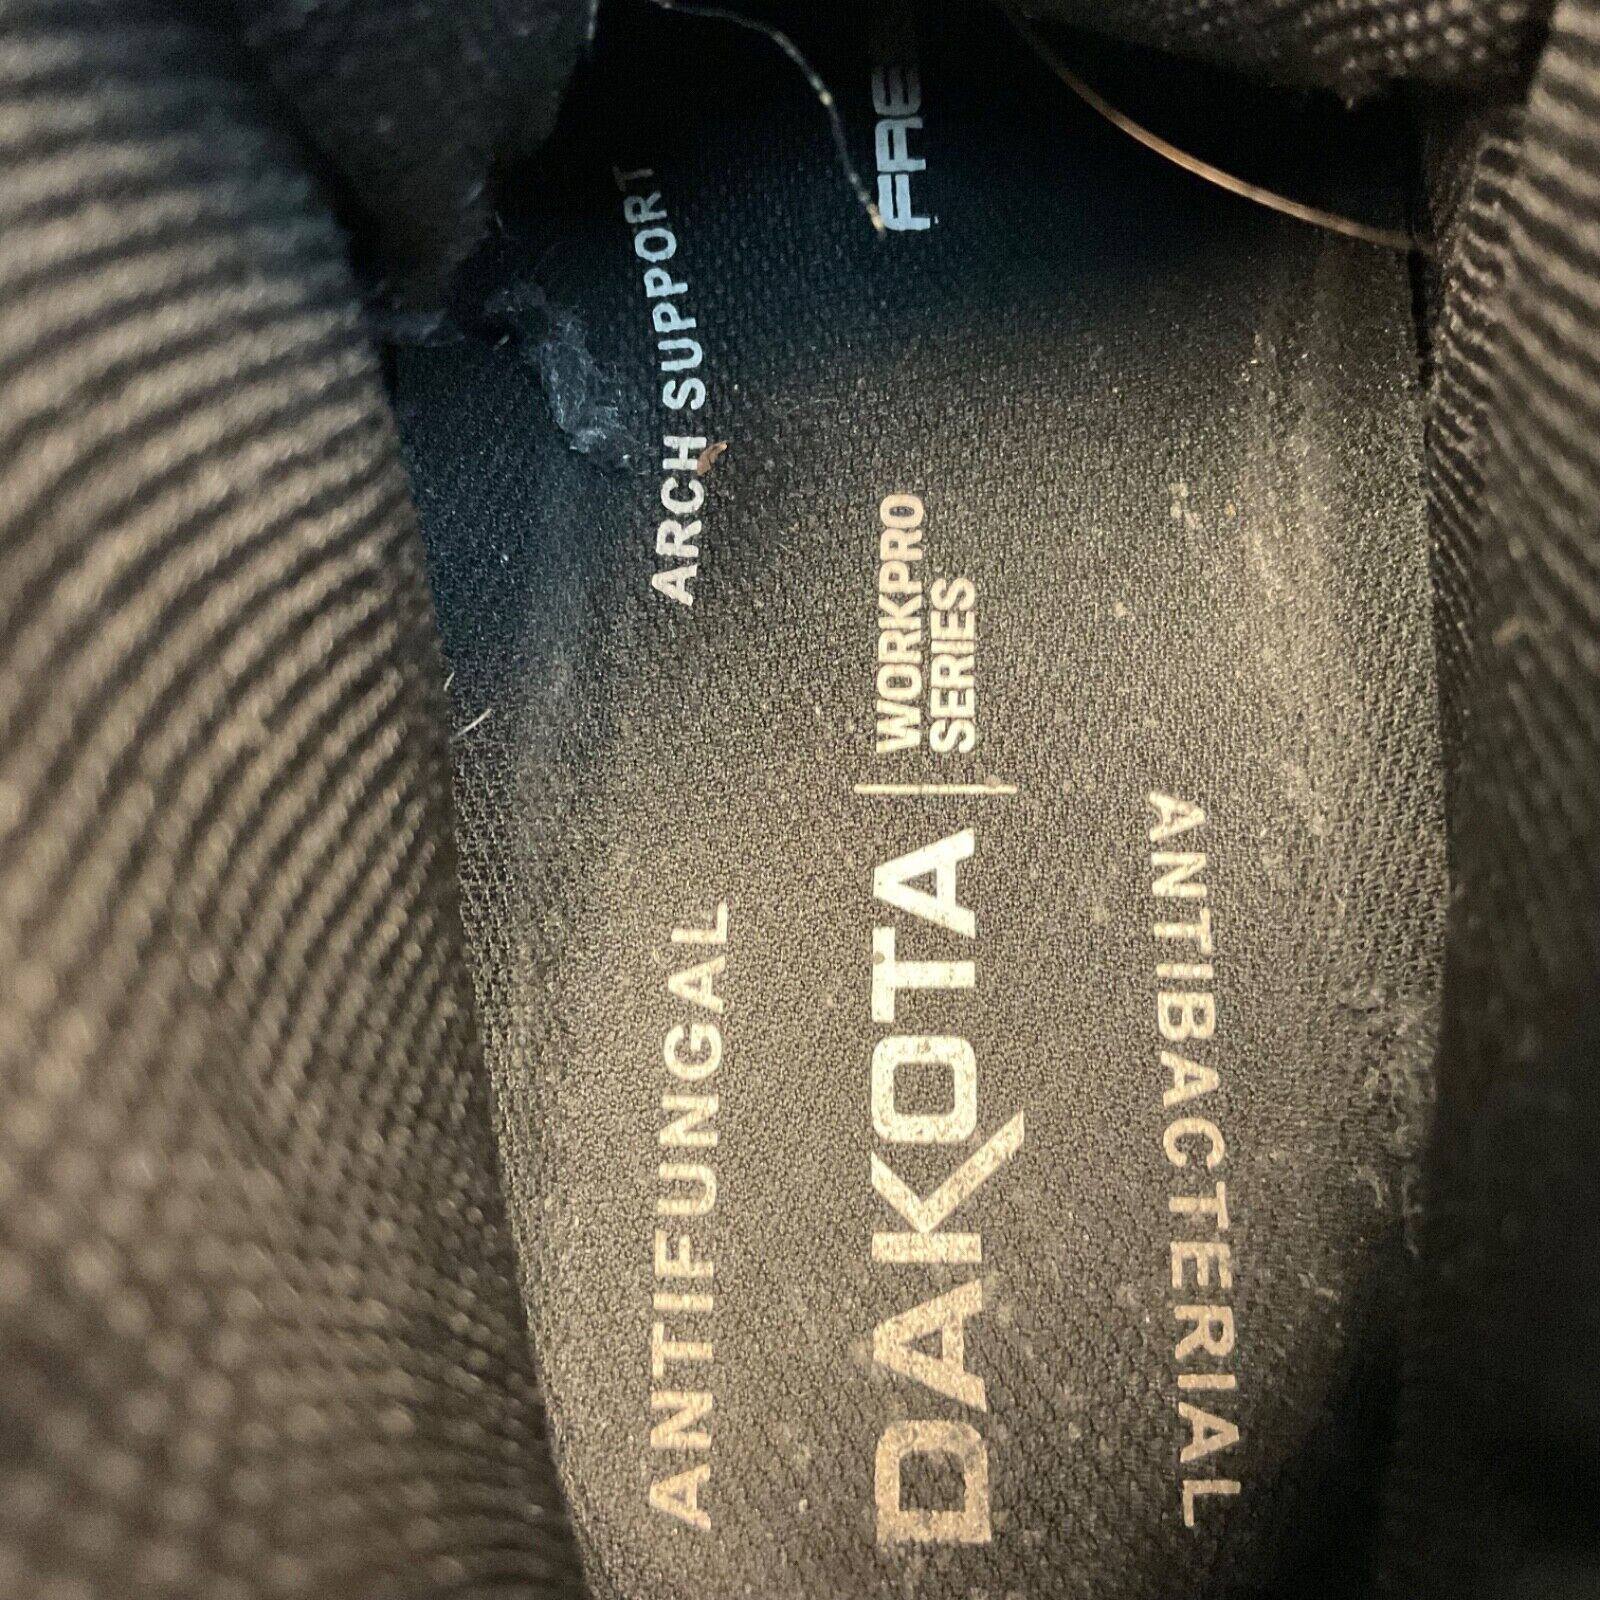 ANTIFUNGAL
ARCH SUPPORT
DAKOTA
WORKPRO
SERIES
ANTIBACTERIAL